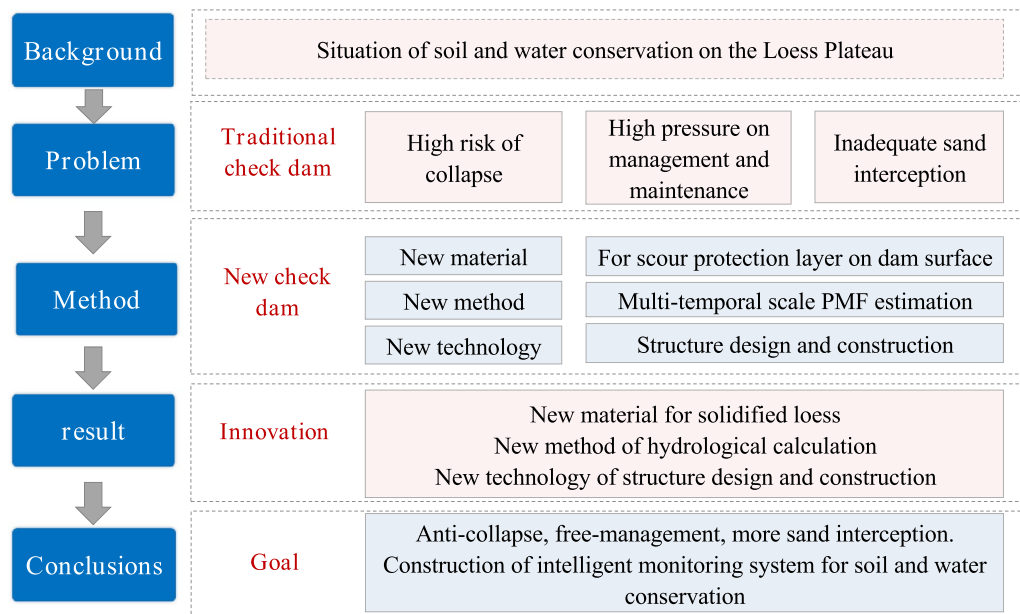 Background
Situation of soil and water conservation on the Loess Plateau
Problem
Traditional
check dam
High risk of
collapse
High pressure on
management and
maintenance
Inadequate sand
interception
Method
New check
dam
New material
For scour protection layer on dam surface
New method
Multi-temporal scale PMF estimation
New technology
Structure design and construction
result
Innovation
New material for solidified loess
New method of hydrological calculation
New technology of structure design and construction
Conclusions
Goal
Anti-collapse, free-management, more sand interception.
Construction of intelligent monitoring system for soil and water
conservation